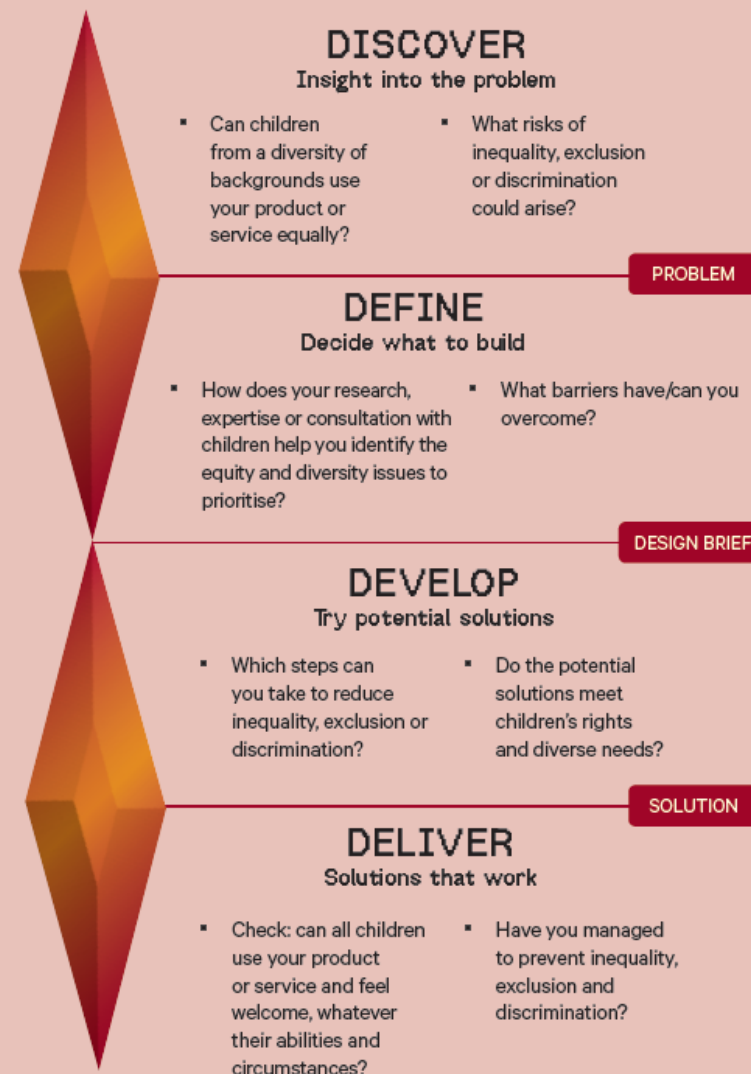 DISCOVER
Insight into the problem
▪ Can children
from a diversity of
backgrounds use
your product or
service equally?
▪ What risks of
inequality, exclusion
or discrimination
could arise?
PROBLEM
DEFINE
Decide what to build
▪ How does your research,
expertise or consultation with
children help you identify the
equity and diversity issues to
prioritise?
▪ What barriers have/can you
overcome?
DESIGN BRIEF
DEVELOP
Try potential solutions
▪ Which steps can
you take to reduce
inequality, exclusion or
discrimination?
▪ Do the potential
solutions meet
children’s rights
and diverse needs?
SOLUTION
DELIVER
Solutions that work
▪ Check: can all children
use your product
or service and feel
welcome, whatever
their abilities and
circumstances?
▪ Have you managed
to prevent inequality,
exclusion and
discrimination?